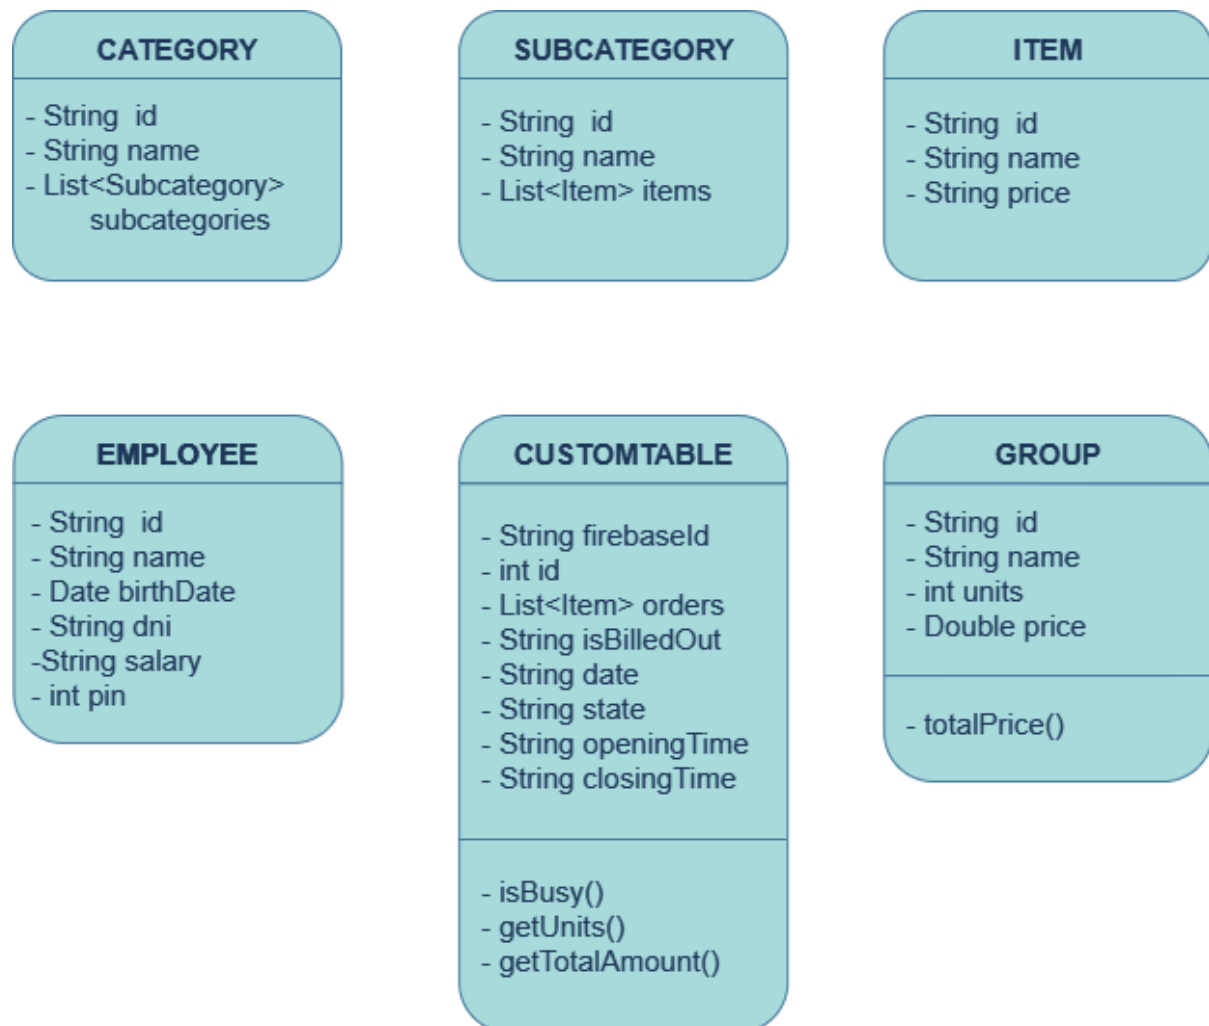 CATEGORY
- String  id
- String name
- List<Subcategory>
subcategories
SUBCATEGORY
- String  id
- String name
- List<Item> items
ITEM
- String  id
- String name
- String price
EMPLOYEE
- String  id
- String name
- Date birthDate
- String dni
-String salary
- int pin
CUSTOMTABLE
- String firebaseId
- int id
- List<Item> orders
- String isBilledOut
- String date
- String state
- String openingTime
- String closingTime
- isBusy()
- getUnits()
- getTotalAmount()
GROUP
- String  id
- String name
- int units
- Double price
- totalPrice()